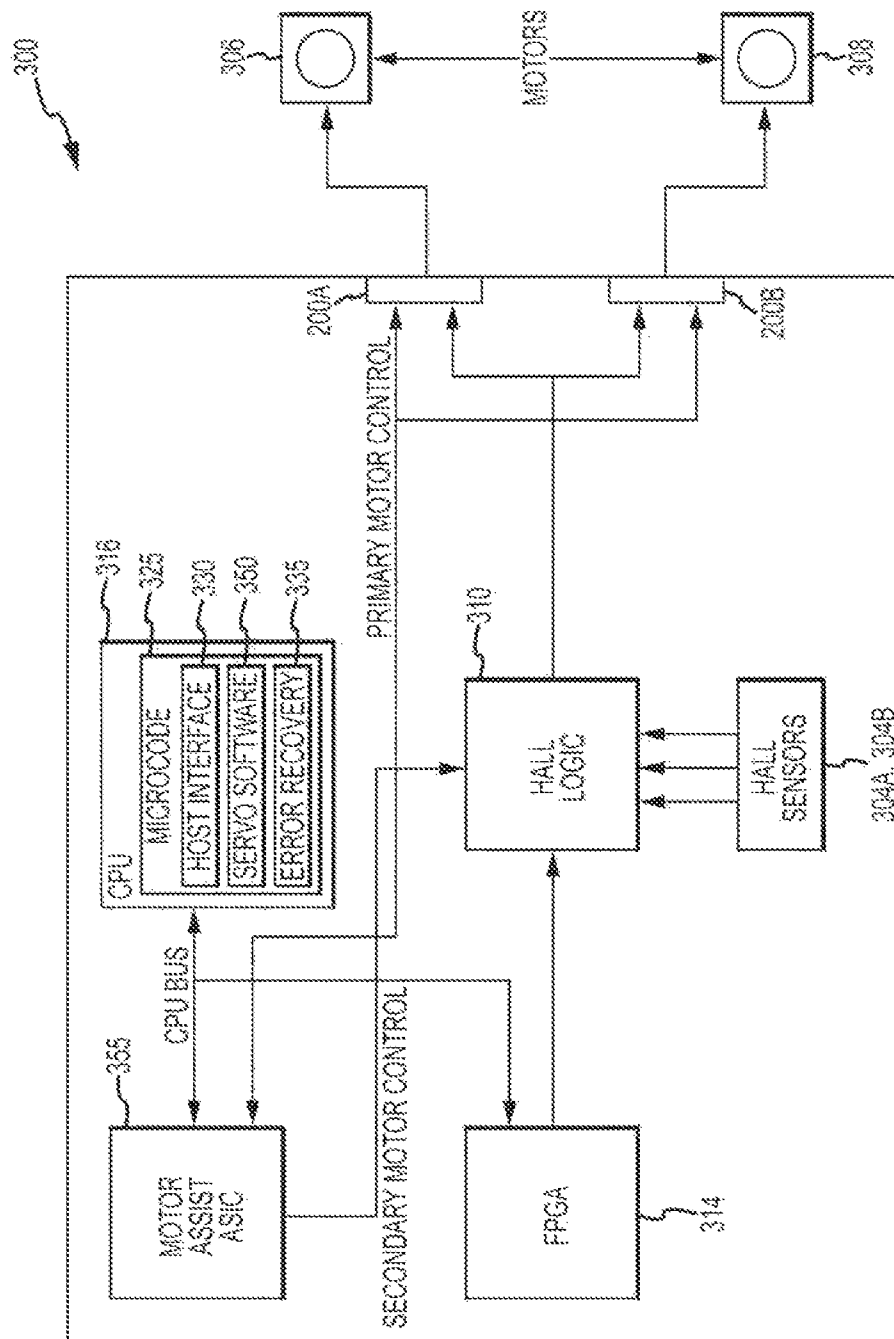 300
306
MOTORS
308
200A
200B
PRIMARY MOTOR CONTROL
316
325
330
350
335
CPU
MICROCODE
HOST INTERFACE
SERVO SOFTWARE
ERROR RECOVERY
310
HALL
LOGIC
HALL
SENSORS
304A, 304B
CPU BUS
SECONDARY MOTOR CONTROL
355
MOTOR
ASSIST
ASIC
FPGA
314